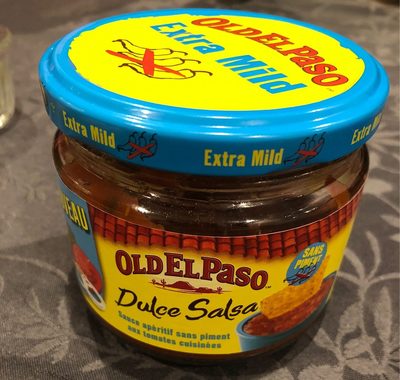 OLD EL PASO
Extra Mild
Extra Mild
Extra Mild
VEAU
OLD EL PASO
SANS
PIMENT
Dulce Salsa
Sauce apéritif sans piment
aux tomates cuisinées